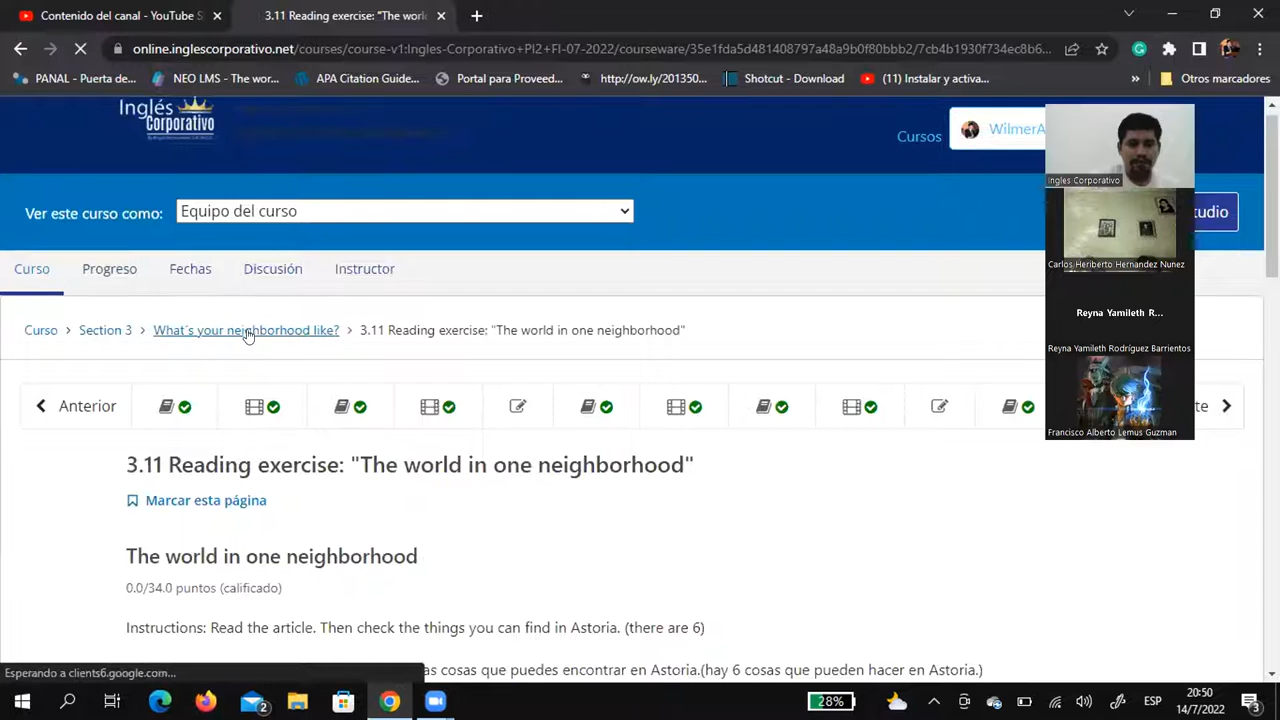 Contenido del canal - YouTube S
3.11 Reading exercise: “The worl
online.inglescorporativo.net/courses/course-v1:Ingles-Corporativo+PI2+FI-07-2022/courseware/35e1fda5d481408797a48a9b0f80bbb2/7cb4b1930f734ec8b6...
PANAL - Puerta de...
NEO LMS - The wor...
APA Citation Guide...
Portal para Proveed...
http://ow.ly/201350...
Shotcut - Download
(11) Instalar y activa...
»
Otros marcadores
Inglés
Corporativo
Cursos
WilmerA
Ver este curso como:
Equipo del curso
tudio
Ingles Corporativo
Carlos Heriberto Hernandez Nunez
Reyna Yamileth R...
Reyna Yamileth Rodríguez Barrientos
Francisco Alberto Lemus Guzman
Curso
Progreso
Fechas
Discusión
Instructor
Curso > Section 3 > What´s your neighborhood like? > 3.11 Reading exercise: "The world in one neighborhood"
Anterior
te
3.11 Reading exercise: "The world in one neighborhood"
Marcar esta página
The world in one neighborhood
0.0/34.0 puntos (calificado)
Instructions: Read the article. Then check the things you can find in Astoria. (there are 6)
as cosas que puedes encontrar en Astoria.(hay 6 cosas que pueden hacer en Astoria.)
Esperando a clients6.google.com...
2
28%
ESP
20:50
14/7/2022
3